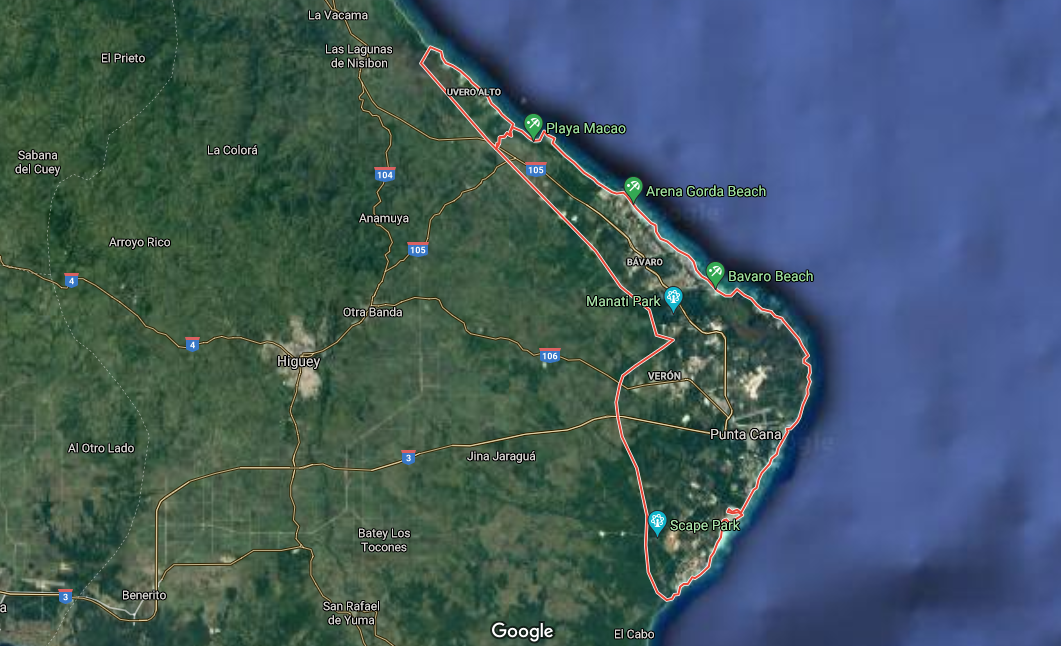 La Vacama
El Prieto
Las Lagunas
de Nisibon
UVERO ALTO
Playa Macao
La Colorá
Sabana
del Cuey
104
105
Arena Gorda Beach
Anamuya
Arroyo Rico
105
BÁVARO
Bavaro Beach
4
Manatí Park
Otra Banda
4
106
Higüey
VERÓN
Punta Cana
Al Otro Lado
3
Jina Jaraguá
Scape Park
Batey Los
Tocones
3
Benerito
a
San Rafael
de Yuma
Google
El Cabo